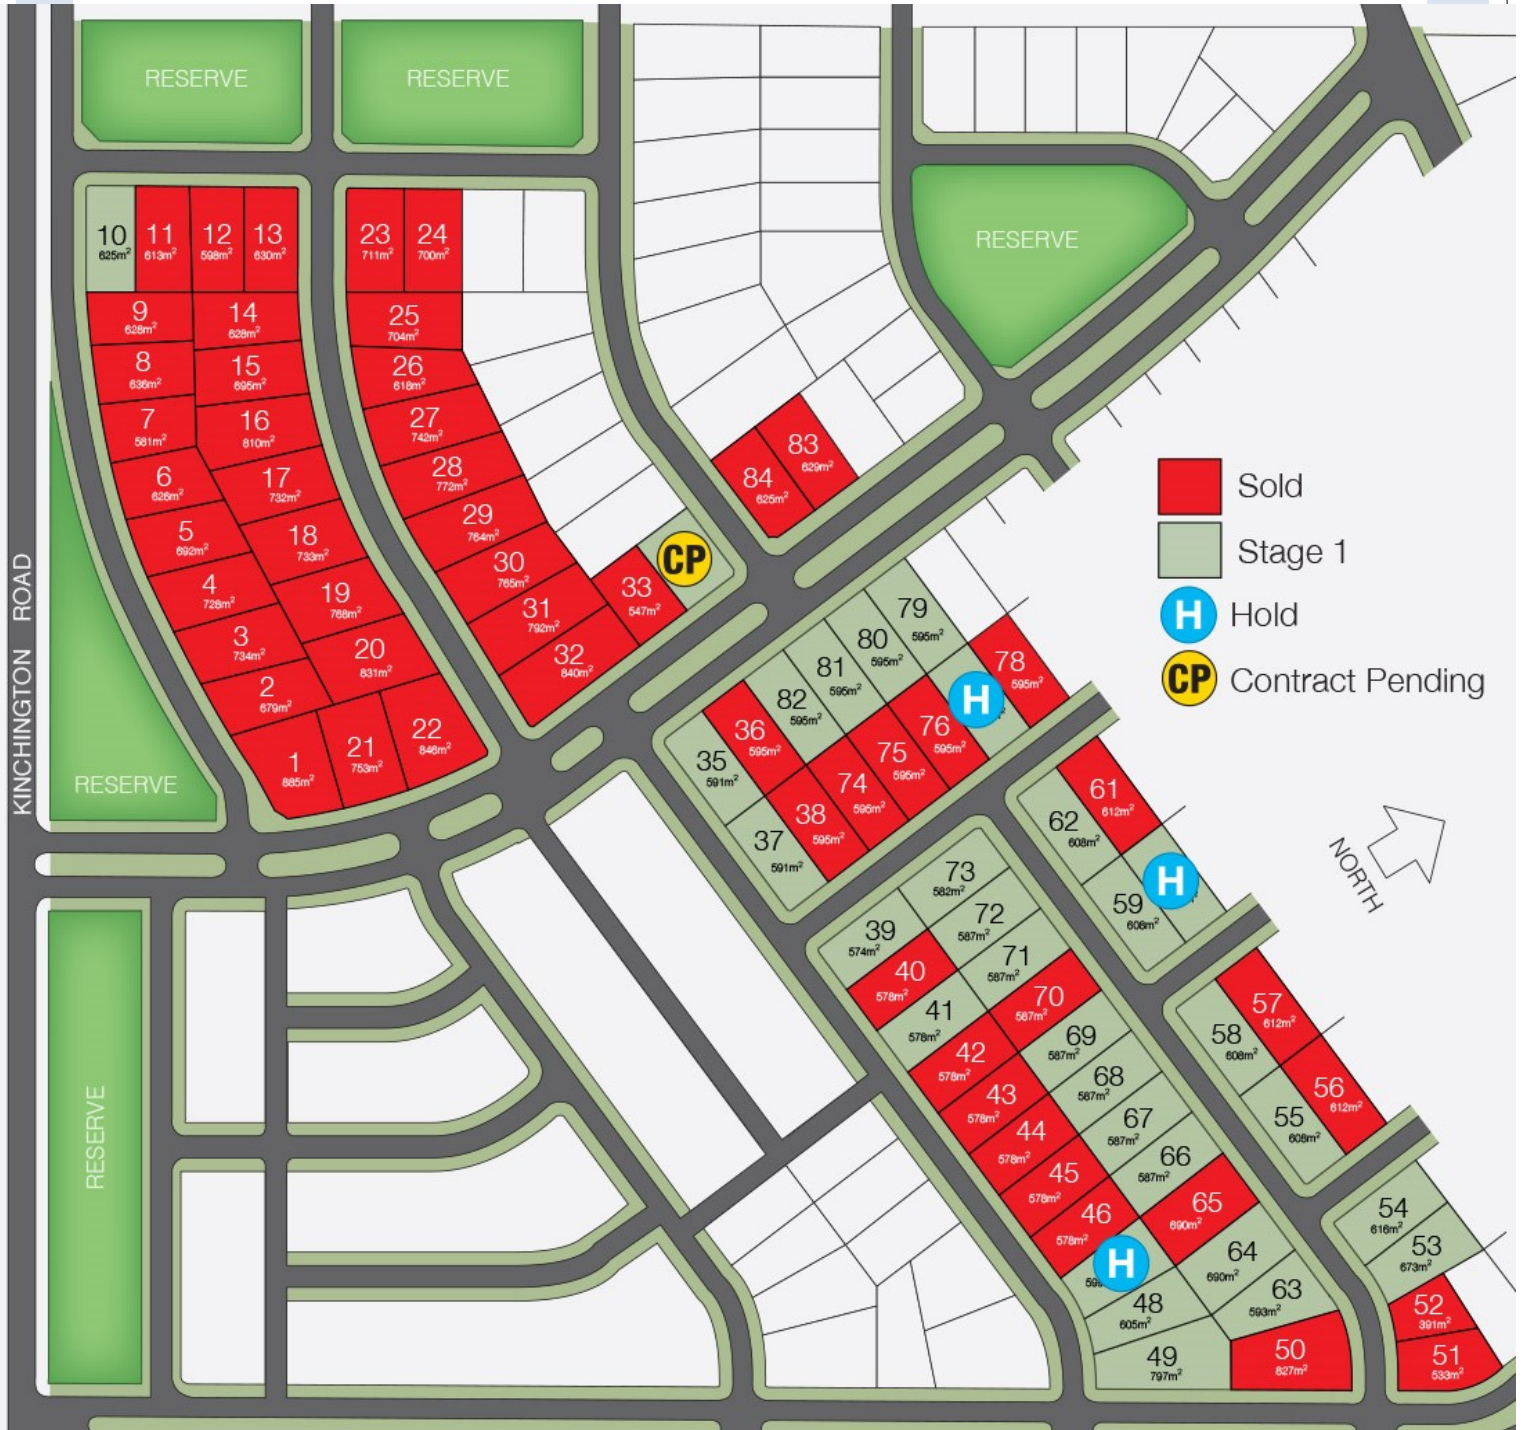 RESERVE
RESERVE
RESERVE
10
625m²
11
613m²
12
598m²
13
630m²
23
711m²
24
700m²
9
628m²
14
628m²
25
704m²
8
636m²
15
695m²
26
618m²
7
581m²
16
810m²
27
742m²
6
626m²
17
732m²
28
772m²
5
692m²
18
733m²
29
764m²
4
728m²
19
768m²
30
765m²
3
734m²
20
831m²
31
792m²
2
679m²
32
840m²
33
547m²
CP
1
885m²
21
753m²
22
846m²
83
629m²
84
625m²
Sold
Stage 1
H
Hold
CP
Contract Pending
KINCHINGTON ROAD
RESERVE
79
595m²
80
595m²
81
595m²
82
595m²
78
595m²
H
36
595m²
35
591m²
76
595m²
75
595m²
74
595m²
38
595m²
37
591m²
61
612m²
62
608m²
H
59
608m²
NORTH
73
582m²
72
587m²
39
574m²
71
587m²
40
578m²
70
587m²
41
578m²
69
587m²
42
578m²
68
587m²
43
578m²
67
587m²
44
578m²
66
587m²
45
578m²
65
690m²
46
578m²
H
64
690m²
63
593m²
48
605m²
49
797m²
50
827m²
57
612m²
58
608m²
56
612m²
55
608m²
54
616m²
53
673m²
52
391m²
51
533m²
RESERVE